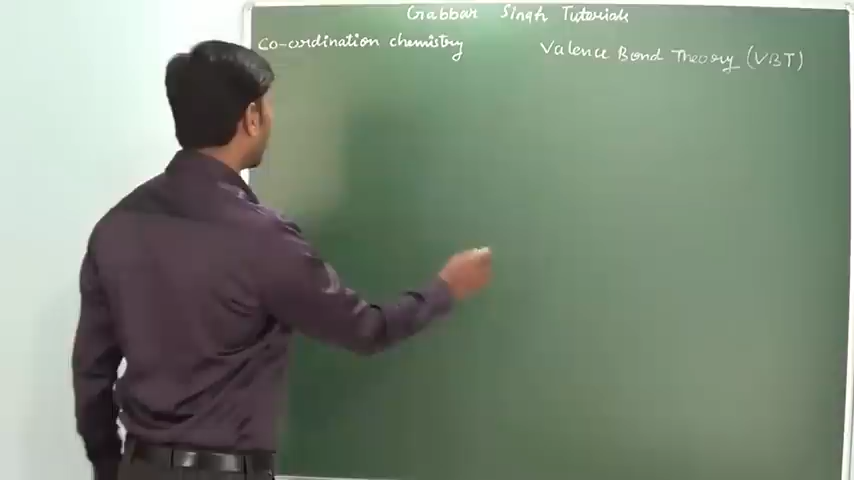 Gabbar Singh Tutorials
Co-ordination chemistry
Valence Bond Theory (VBT)